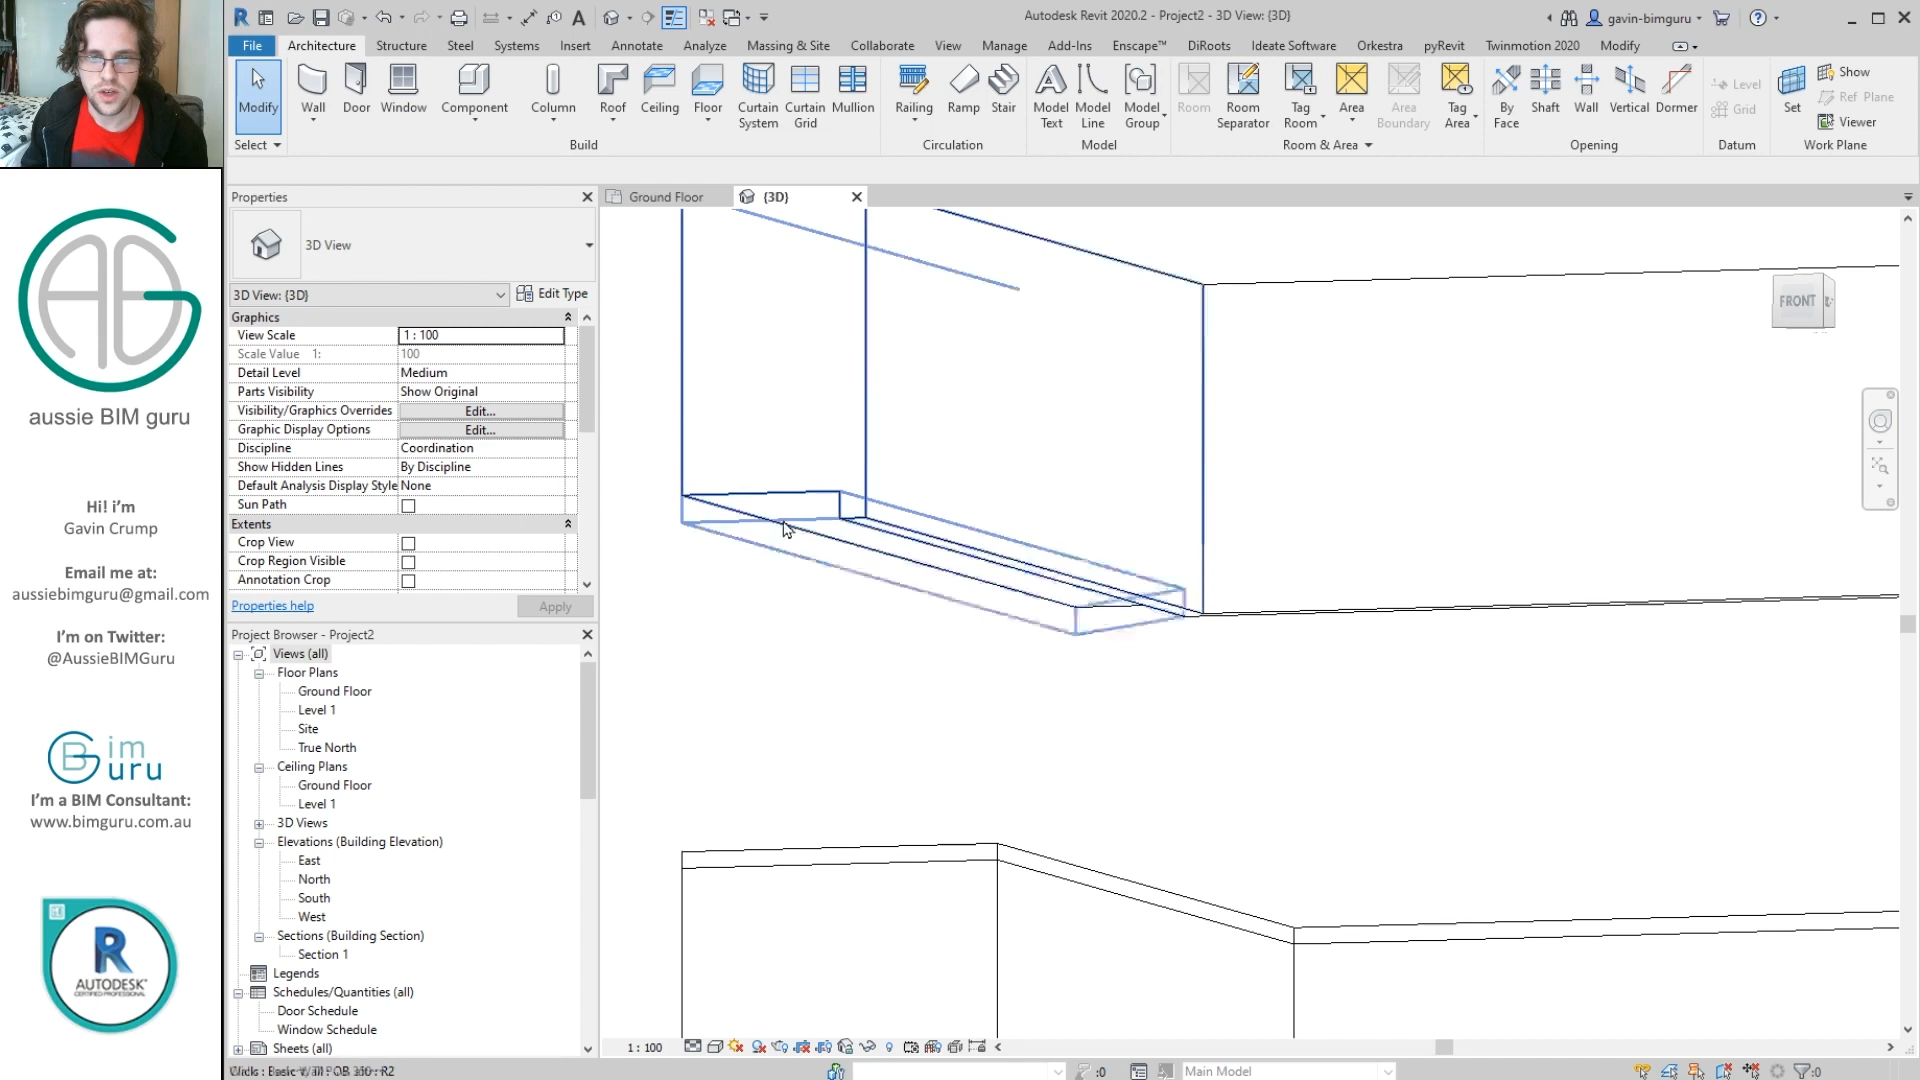 Autodesk Revit 2020.2 - Project2 - 3D View: {3D}
gavin-bimguru
File Architecture Structure Steel Systems Insert Annotate Analyze Massing & Site Collaborate View Manage Add-Ins Enscape™ DiRoots Ideate Software Orkestra pyRevit Twinmotion 2020 Modify
Modify Wall Door Window Component Column Roof Ceiling Floor Curtain System Curtain Grid Mullion Railing Ramp Stair Model Text Model Line Model Group Room Room Separator Tag Room Area Area Boundary Tag Area By Face Shaft Wall Vertical Dormer Level Grid Set Show Ref Plane Viewer
Select Build Circulation Model Room & Area Opening Datum Work Plane
Properties
Ground Floor {3D}
3D View
3D View: {3D} Edit Type
Graphics
View Scale 1 : 100
Scale Value 1: 100
Detail Level Medium
Parts Visibility Show Original
Visibility/Graphics Overrides Edit...
Graphic Display Options Edit...
Discipline Coordination
Show Hidden Lines By Discipline
Default Analysis Display Style None
Sun Path
Extents
Crop View
Crop Region Visible
Annotation Crop
Properties help Apply
Project Browser - Project2
Views (all)
Floor Plans
Ground Floor
Level 1
Site
True North
Ceiling Plans
Ground Floor
Level 1
3D Views
Elevations (Building Elevation)
East
North
South
West
Sections (Building Section)
Section 1
Legends
Schedules/Quantities (all)
Door Schedule
Window Schedule
Sheets (all)
FRONT
1 : 100
:0 Main Model :0
aussie BIM guru
Hi! i'm
Gavin Crump
Email me at:
aussiebimguru@gmail.com
I'm on Twitter:
@AussieBIMGuru
Bim
Guru
I'm a BIM Consultant:
www.bimguru.com.au
R
AUTODESK
CERTIFIED PROFESSIONAL